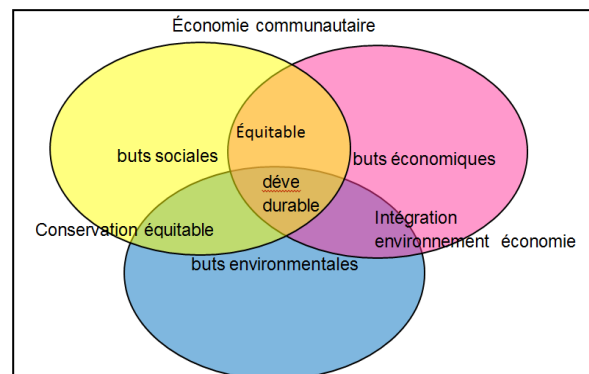 Économie communautaire
Équitable
buts sociales
buts économiques
déve
durable
Conservation équitable
Intégration
environnement économie
buts environmentales